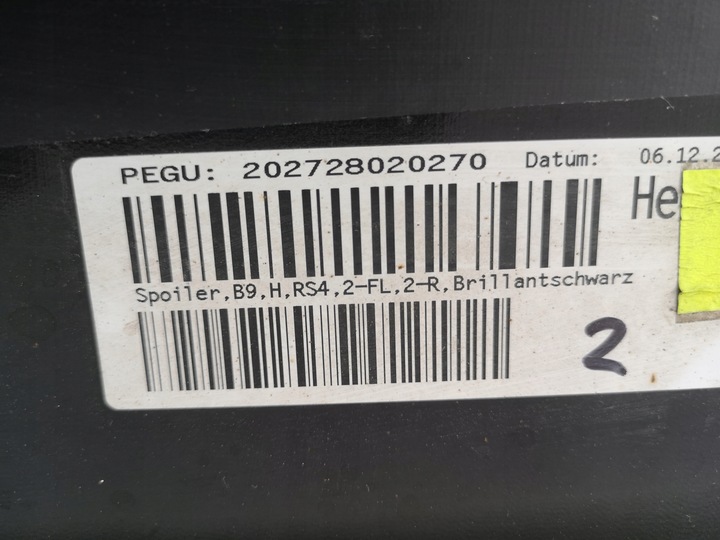 PEGU: 202728020270 Datum: 06.12.2
He
Spoiler,B9,H,RS4,2-FL,2-R,Brillantschwarz
2